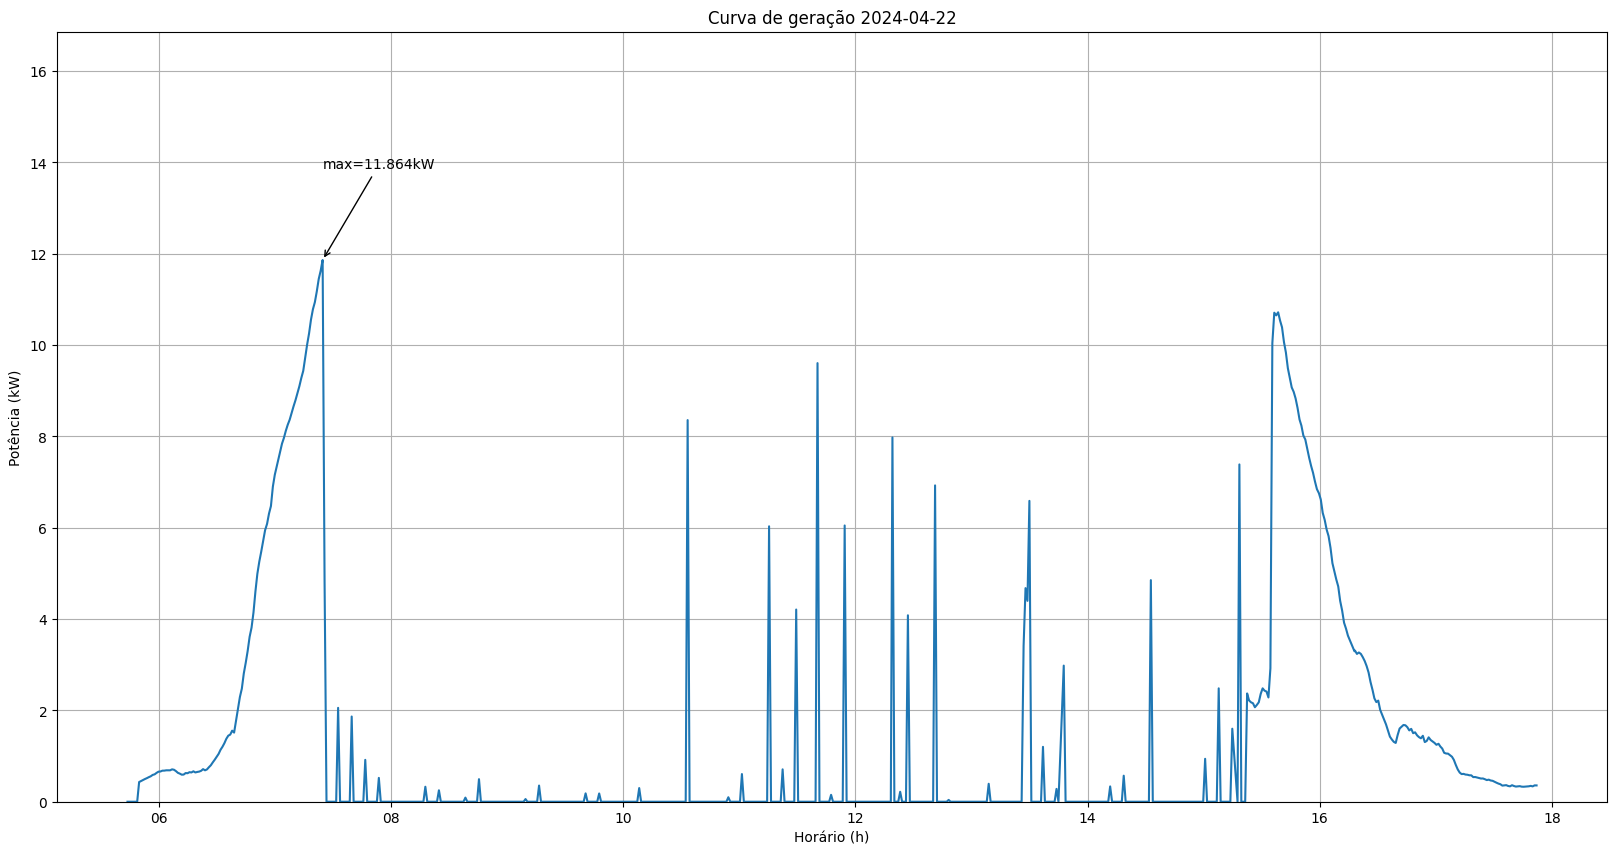 Curva de geração 2024-04-22
16
14
12
10
8
6
4
2
0
max=11.864kW
Potência (kW)
06 08 10 12 14 16 18
Horário (h)